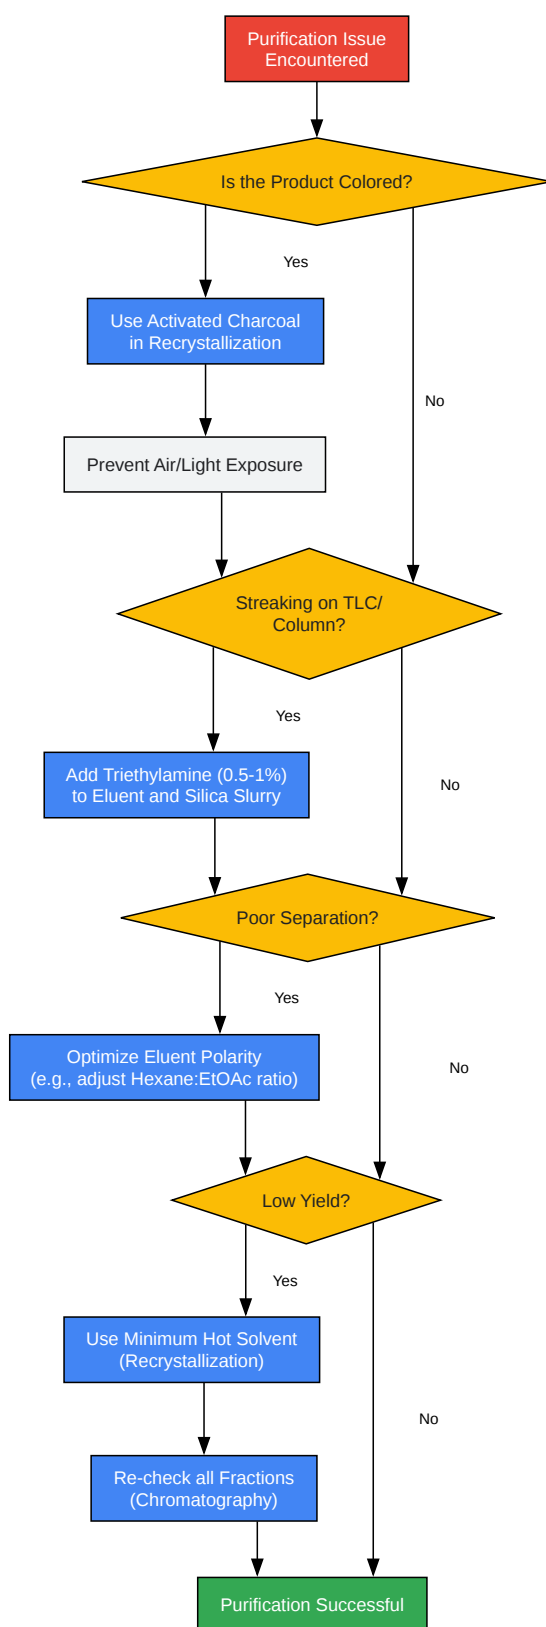 Purification Issue
Encountered
Is the Product Colored?
Yes
Use Activated Charcoal
in Recrystallization
No
Prevent Air/Light Exposure
Streaking on TLC/
Column?
Yes
Add Triethylamine (0.5-1%)
to Eluent and Silica Slurry
No
Poor Separation?
Yes
Optimize Eluent Polarity
(e.g., adjust Hexane:EtOAc ratio)
No
Low Yield?
Yes
Use Minimum Hot Solvent
(Recrystallization)
No
Re-check all Fractions
(Chromatography)
Purification Successful